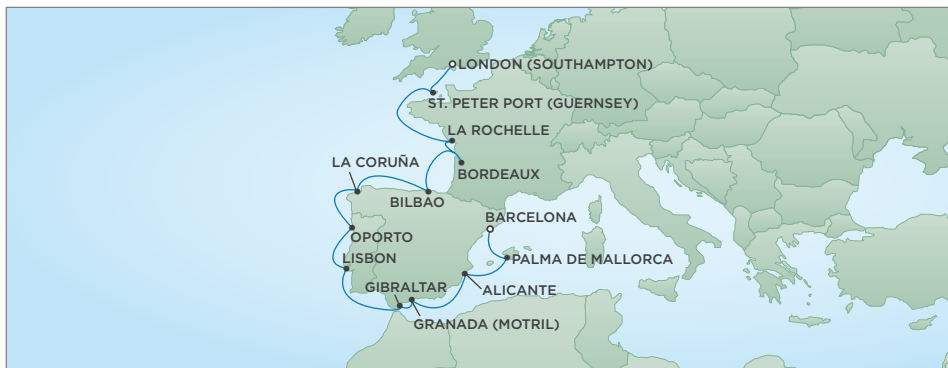 LONDON (SOUTHAMPTON)
ST. PETER PORT (GUERNSEY)
LA ROCHELLE
LA CORUÑA
BORDEAUX
BILBAO
BARCELONA
OPORTO
LISBON
PALMA DE MALLORCA
GIBRALTAR
ALICANTE
GRANADA (MOTRIL)